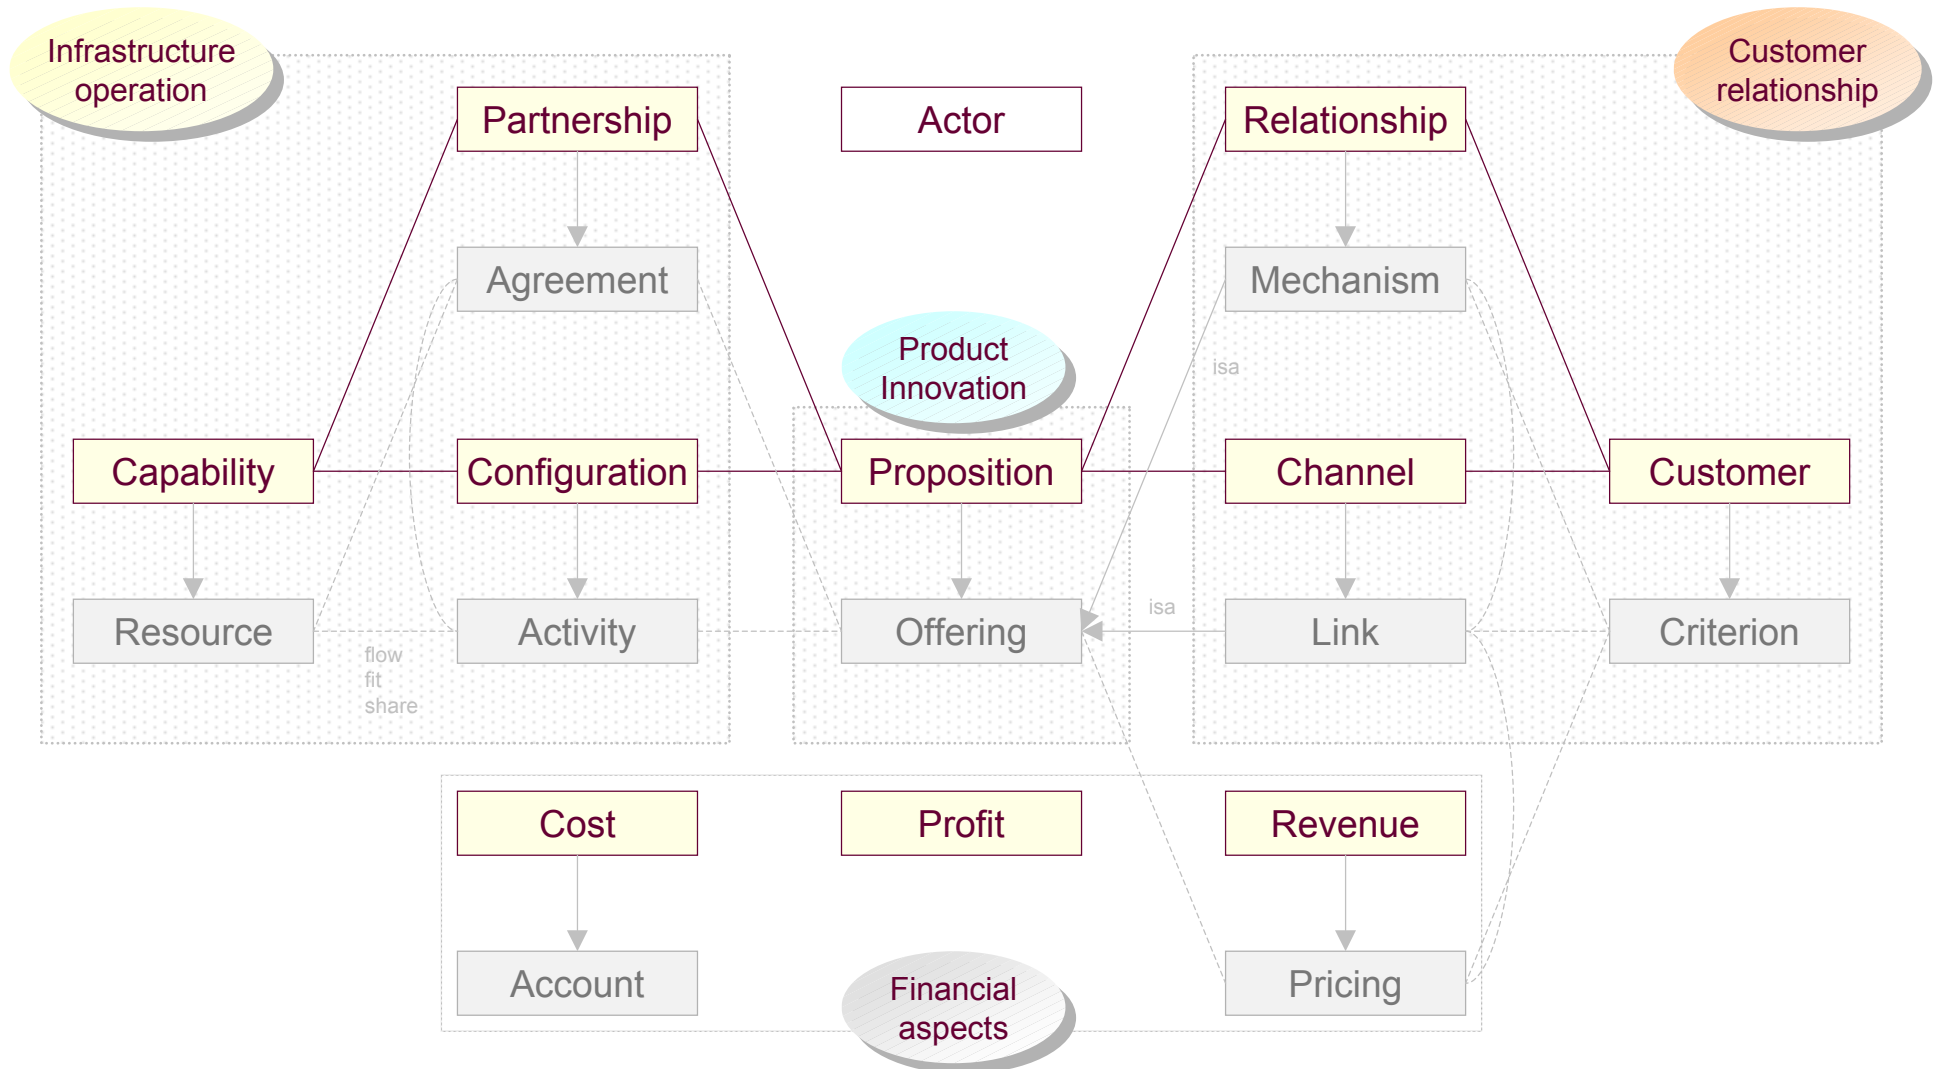 Infrastructure
operation
Customer
relationship
Partnership
Actor
Relationship
Agreement
Mechanism
Product
Innovation
isa
Capability
Configuration
Proposition
Channel
Customer
isa
Resource
Activity
Offering
Link
Criterion
flow
fit
share
Cost
Profit
Revenue
Account
Pricing
Financial
aspects